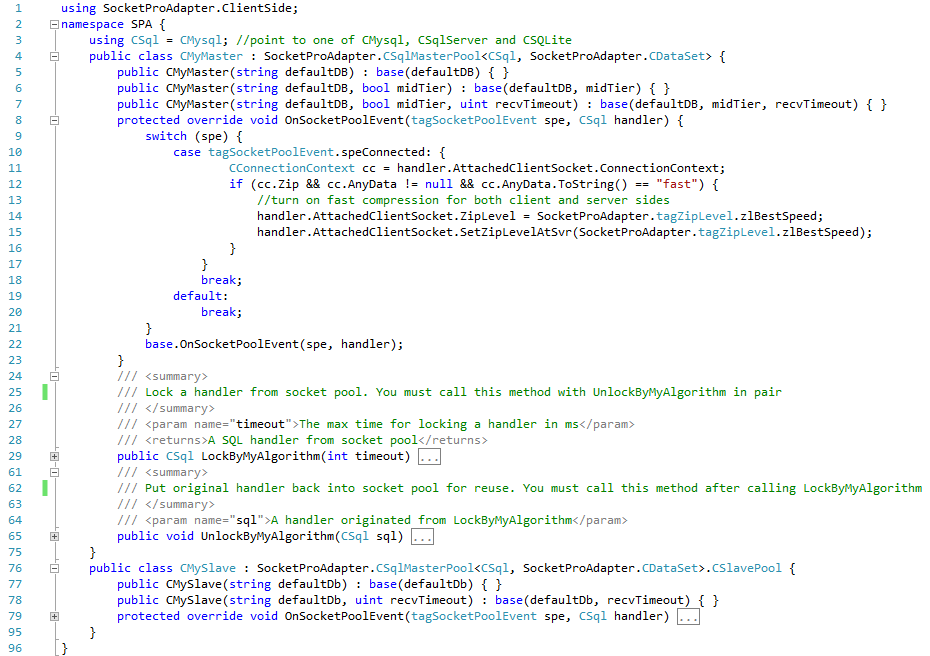 1 using SocketProAdapter.ClientSide;
2 namespace SPA {
3     using CSql = CMysql; //point to one of CMysql, CSqlServer and CSQLite
4     public class CMyMaster : SocketProAdapter.CSqlMasterPool<CSql, SocketProAdapter.CDataSet> {
5         public CMyMaster(string defaultDB) : base(defaultDB) { }
6         public CMyMaster(string defaultDB, bool midTier) : base(defaultDB, midTier) { }
7         public CMyMaster(string defaultDB, bool midTier, uint recvTimeout) : base(defaultDB, midTier, recvTimeout) { }
8         protected override void OnSocketPoolEvent(tagSocketPoolEvent spe, CSql handler) {
9             switch (spe) {
10                 case tagSocketPoolEvent.speConnected: {
11                         CConnectionContext cc = handler.AttachedClientSocket.ConnectionContext;
12                         if (cc.Zip && cc.AnyData != null && cc.AnyData.ToString() == "fast") {
13                             //turn on fast compression for both client and server sides
14                             handler.AttachedClientSocket.ZipLevel = SocketProAdapter.tagZipLevel.zlBestSpeed;
15                             handler.AttachedClientSocket.SetZipLevelAtSvr(SocketProAdapter.tagZipLevel.zlBestSpeed);
16                         }
17                     }
18                     break;
19                 default:
20                     break;
21             }
22             base.OnSocketPoolEvent(spe, handler);
23         }
24         /// <summary>
25         /// Lock a handler from socket pool. You must call this method with UnlockByMyAlgorithm in pair
26         /// </summary>
27         /// <param name="timeout">The max time for locking a handler in ms</param>
28         /// <returns>A SQL handler from socket pool</returns>
29         public CSql LockByMyAlgorithm(int timeout) ...
61         /// <summary>
62         /// Put original handler back into socket pool for reuse. You must call this method after calling LockByMyAlgorithm
63         /// </summary>
64         /// <param name="sql">A handler originated from LockByMyAlgorithm</param>
65         public void UnlockByMyAlgorithm(CSql sql) ...
75     }
76     public class CMySlave : SocketProAdapter.CSqlMasterPool<CSql, SocketProAdapter.CDataSet>.CSlavePool {
77         public CMySlave(string defaultDb) : base(defaultDb) { }
78         public CMySlave(string defaultDb, uint recvTimeout) : base(defaultDb, recvTimeout) { }
79         protected override void OnSocketPoolEvent(tagSocketPoolEvent spe, CSql handler) ...
95     }
96 }